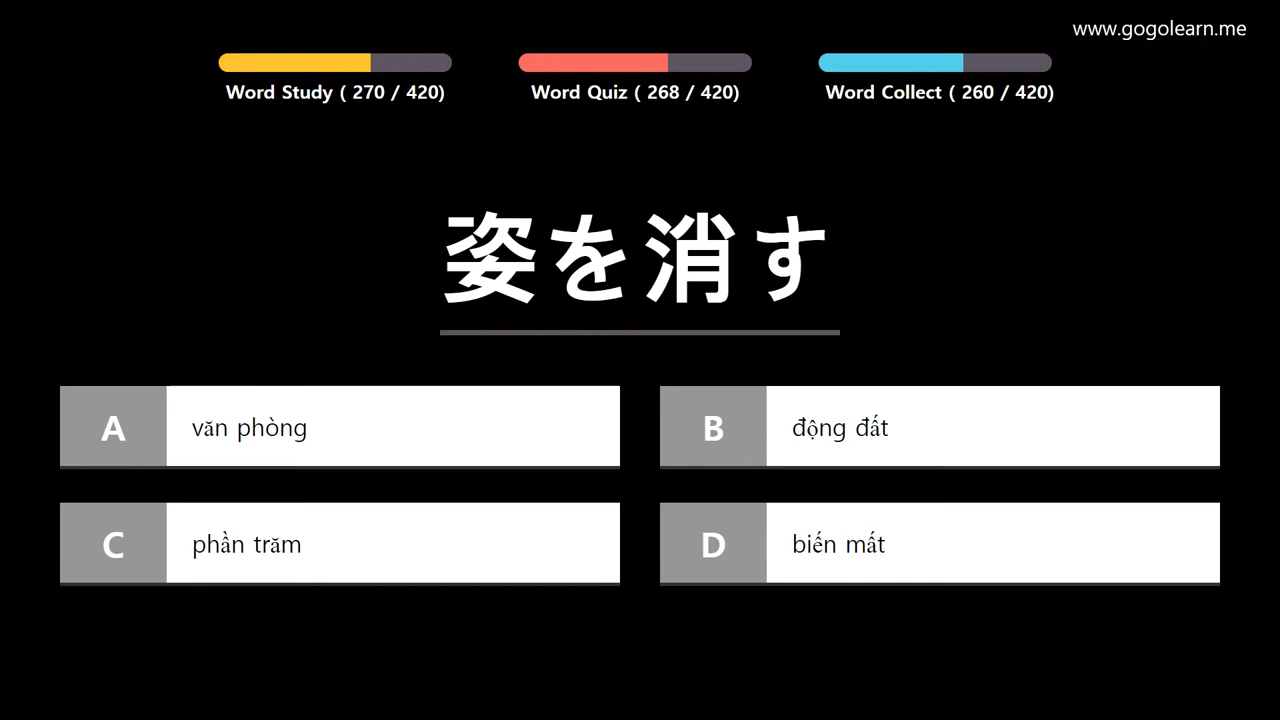 www.gogolearn.me
Word Study ( 270 / 420)
Word Quiz ( 268 / 420)
Word Collect ( 260 / 420)
姿を消す
A
văn phòng
B
động đất
C
phần trăm
D
biến mất